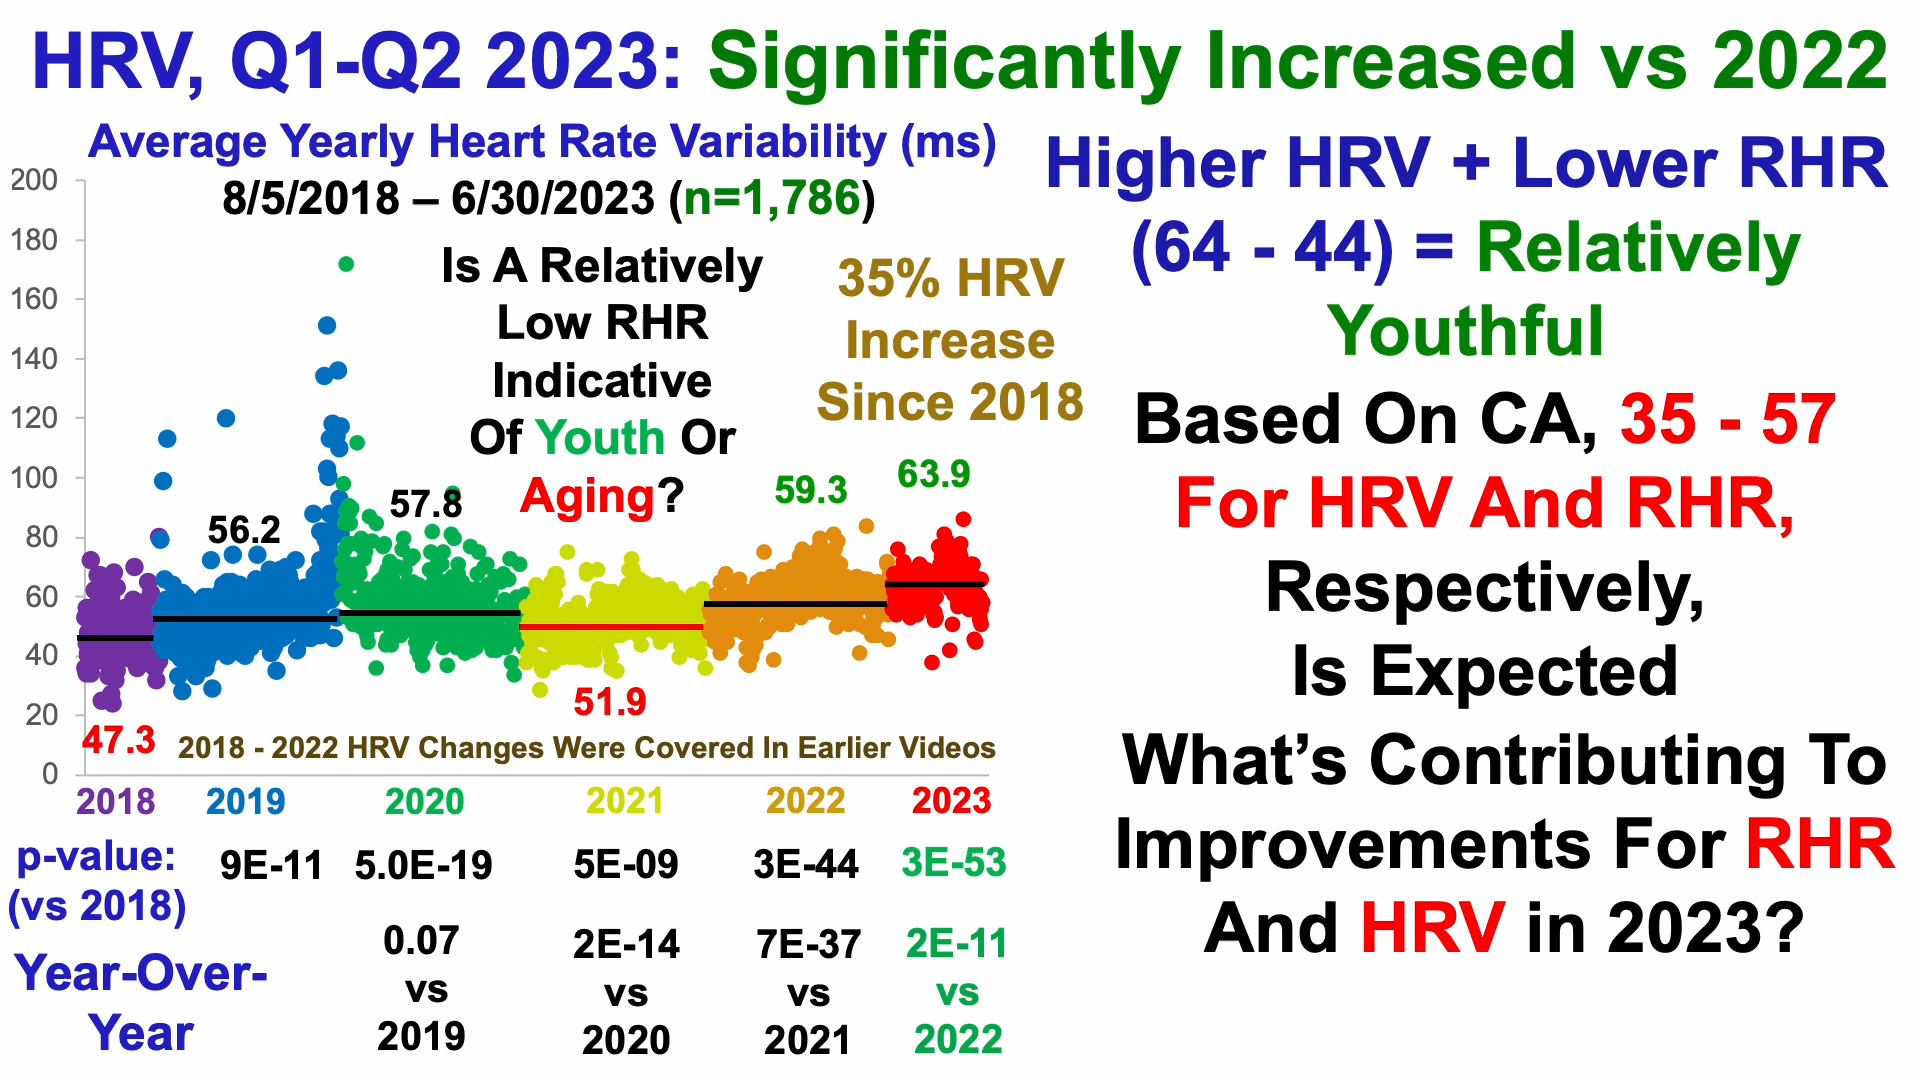 HRV, Q1-Q2 2023: Significantly Increased vs 2022
Average Yearly Heart Rate Variability (ms)
8/5/2018 – 6/30/2023 (n=1,786)
200
180
160
140
120
100
80
60
40
20
0
Is A Relatively
Low RHR
Indicative
Of Youth Or
Aging?
35% HRV
Increase
Since 2018
47.3
56.2
57.8
51.9
59.3
63.9
2018 - 2022 HRV Changes Were Covered In Earlier Videos
2018 2019 2020 2021 2022 2023
p-value:
(vs 2018)
9E-11 5.0E-19 5E-09 3E-44 3E-53
Year-Over-
Year
0.07
vs
2019
2E-14
vs
2020
7E-37
vs
2021
2E-11
vs
2022
Higher HRV + Lower RHR
(64 - 44) = Relatively
Youthful
Based On CA, 35 - 57
For HRV And RHR,
Respectively,
Is Expected
What’s Contributing To
Improvements For RHR
And HRV in 2023?